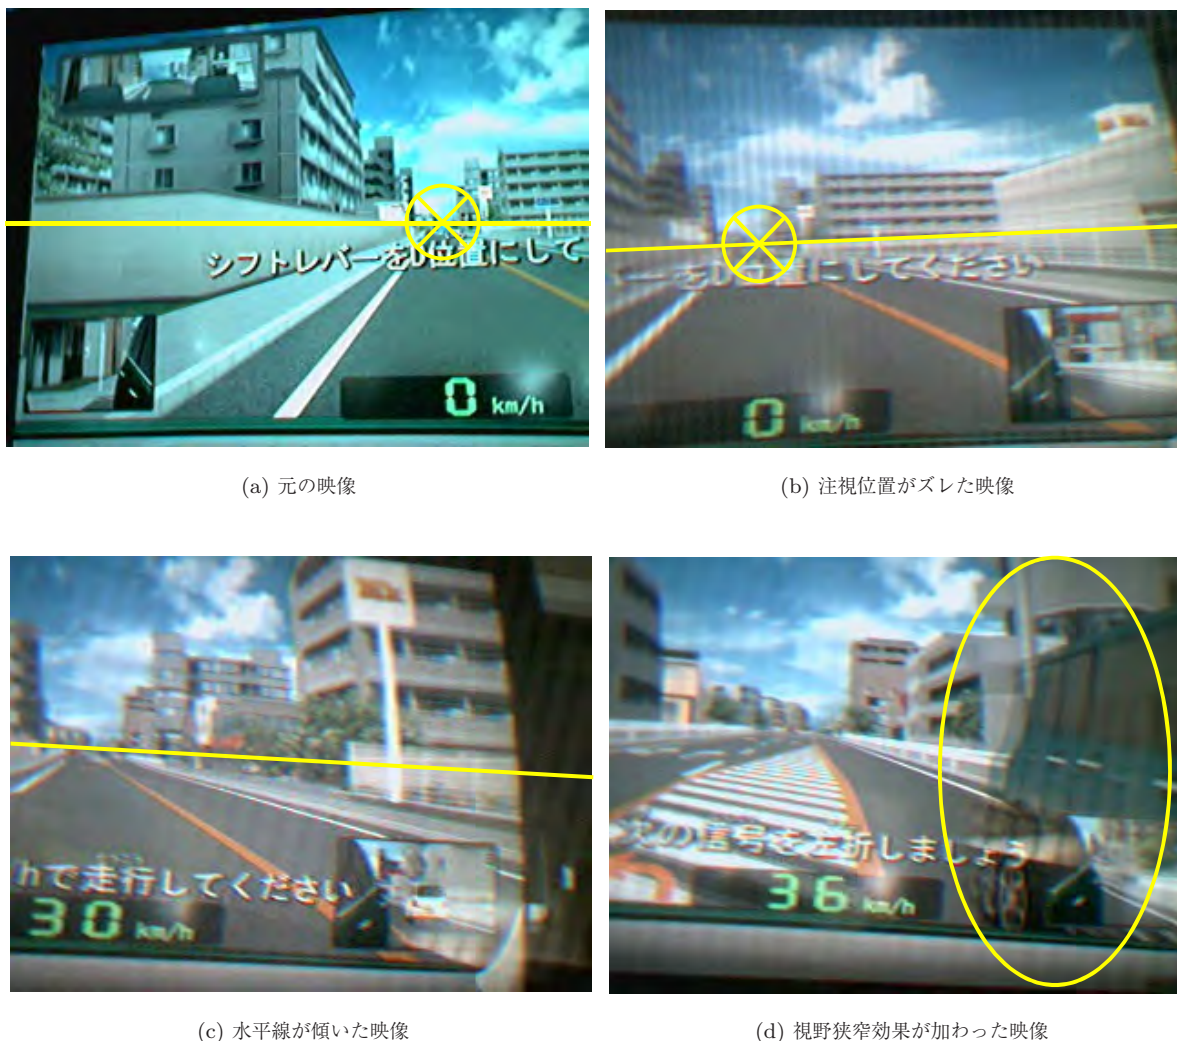 シフトレバーをD位置にして
0 km/h
ーをD位置にしてください
0 km/h
(a) 元の映像
(b) 注視位置がズレた映像
hで走行してください
30 km/h
次の信号を左折しましょう
36 km/h
(c) 水平線が傾いた映像
(d) 視野狭窄効果が加わった映像